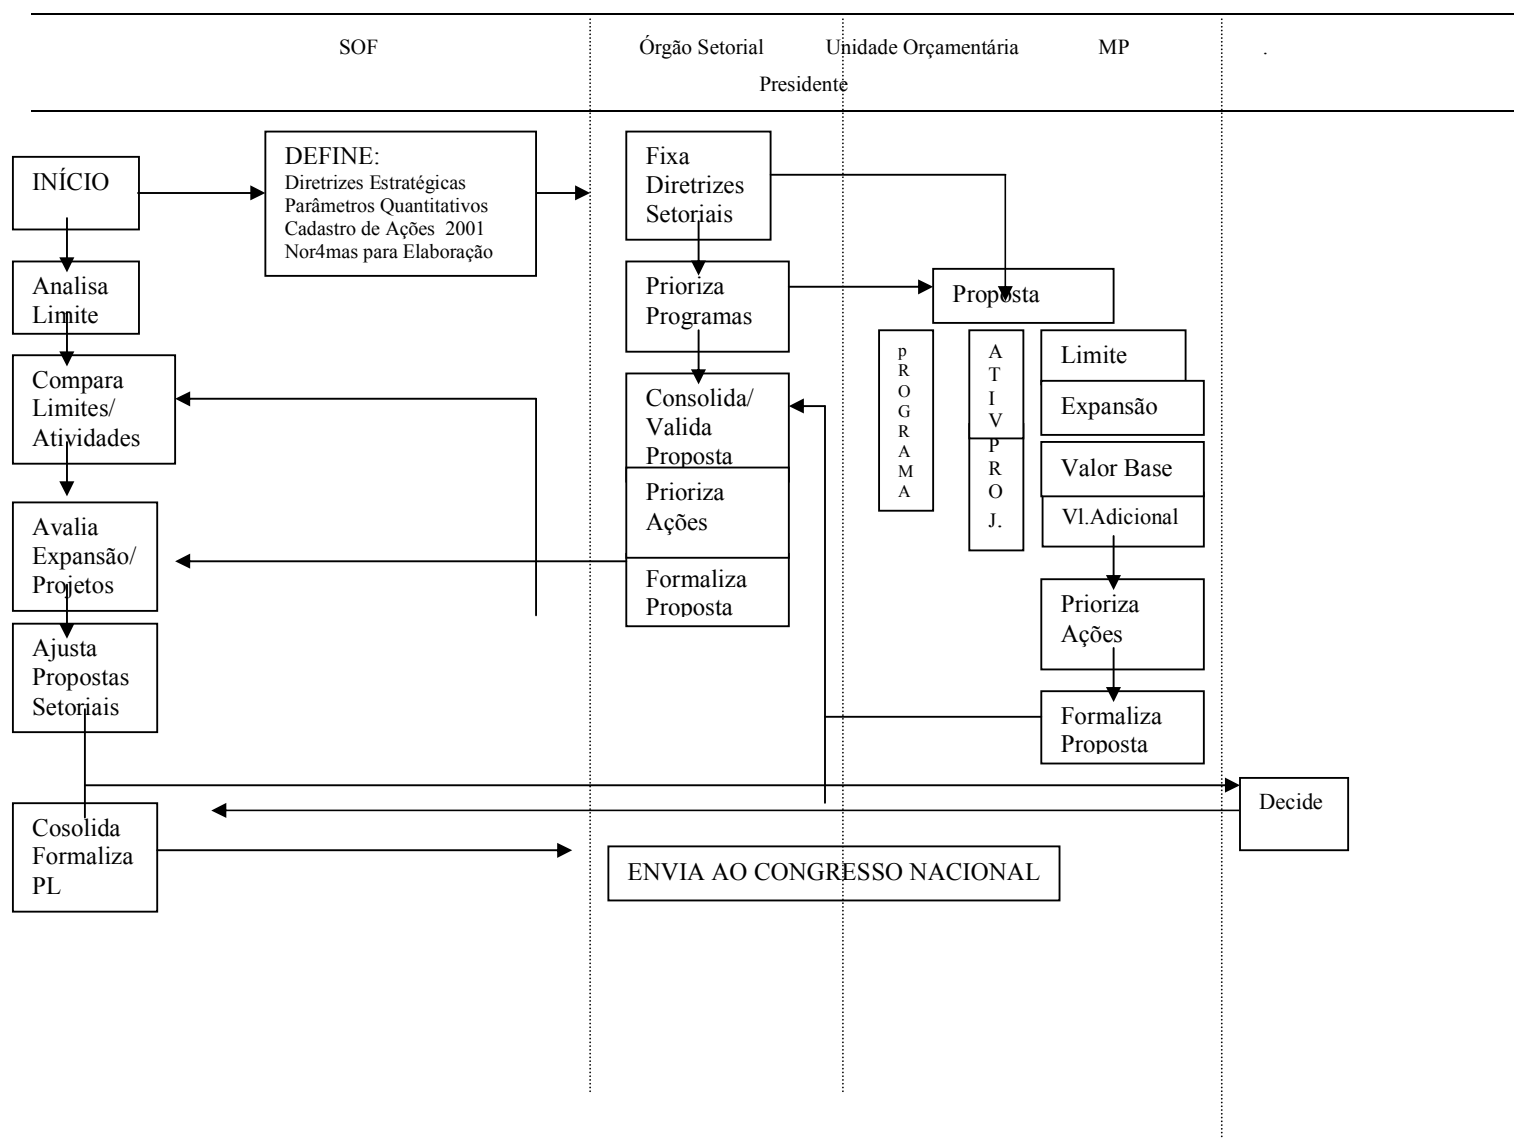 SOF Órgão Setorial Unidade Orçamentária MP .
Presidente
INÍCIO
DEFINE:
Diretrizes Estratégicas
Parâmetros Quantitativos
Cadastro de Ações 2001
Nor4mas para Elaboração
Fixa
Diretrizes
Setoriais
Analisa
Limite
Prioriza
Programas
Proposta
Compara
Limites/
Atividades
Consolida/
Valida
Proposta
pROGRAMA
ATIV
PROJ.
Limite
Expansão
Valor Base
Vl.Adicional
Prioriza
Ações
Avalia
Expansão/
Projetos
Formaliza
Proposta
Prioriza
Ações
Ajusta
Propostas
Setoriais
Formaliza
Proposta
Decide
Cosolida
Formaliza
PL
ENVIA AO CONGRESSO NACIONAL